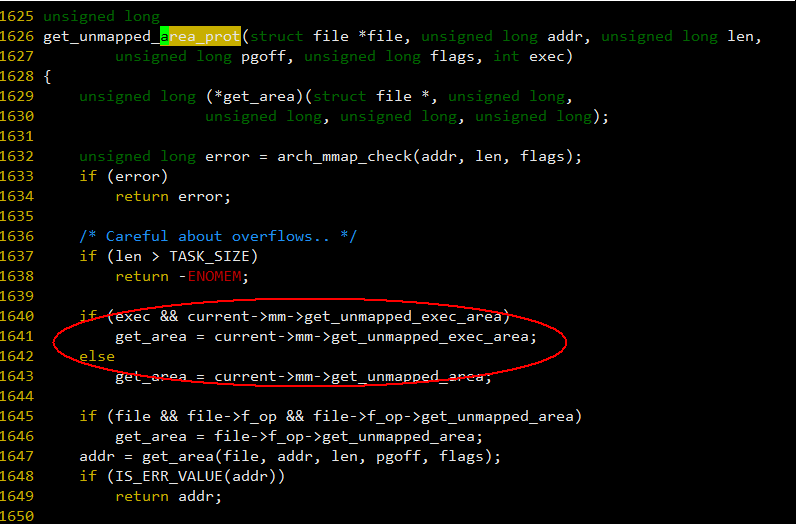 1625 unsigned long
1626 get_unmapped_area_prot(struct file *file, unsigned long addr, unsigned long len,
1627         unsigned long pgoff, unsigned long flags, int exec)
1628 {
1629     unsigned long (*get_area)(struct file *, unsigned long,
1630                   unsigned long, unsigned long, unsigned long);
1631
1632     unsigned long error = arch_mmap_check(addr, len, flags);
1633     if (error)
1634         return error;
1635
1636     /* Careful about overflows.. */
1637     if (len > TASK_SIZE)
1638         return -ENOMEM;
1639
1640     if (exec && current->mm->get_unmapped_exec_area)
1641         get_area = current->mm->get_unmapped_exec_area;
1642     else
1643         get_area = current->mm->get_unmapped_area;
1644
1645     if (file && file->f_op && file->f_op->get_unmapped_area)
1646         get_area = file->f_op->get_unmapped_area;
1647     addr = get_area(file, addr, len, pgoff, flags);
1648     if (IS_ERR_VALUE(addr))
1649         return addr;
1650